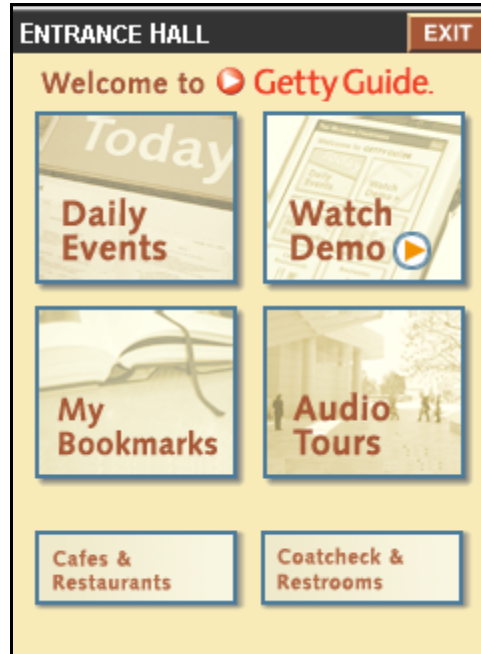 ENTRANCE HALL
EXIT
Welcome to Getty Guide.
Today
Daily
Events
Watch
Demo
My
Bookmarks
Audio
Tours
Cafes &
Restaurants
Coatcheck &
Restrooms